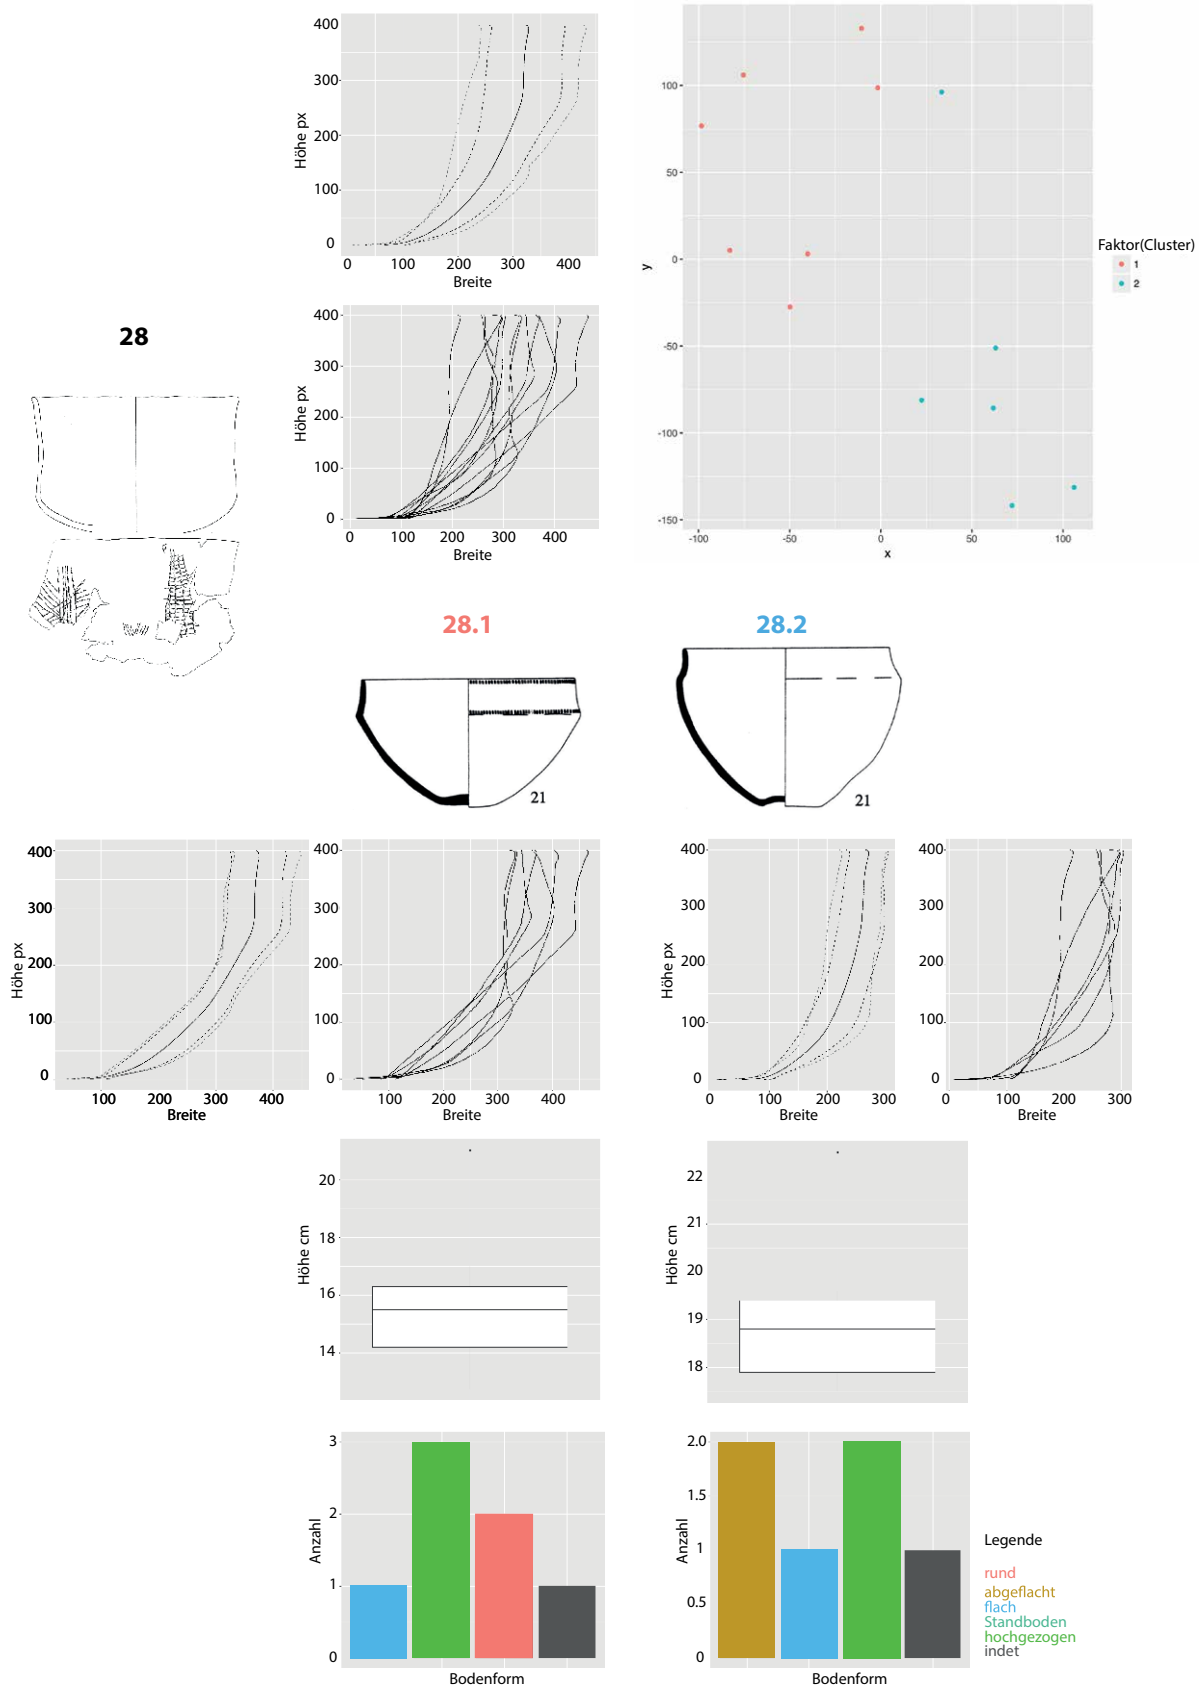 400
300
200
100
0
Höhe px
0 100 200 300 400
Breite
100
50
0
-50
-100
-150
y
-100 -50 0 50 100
x
Faktor(Cluster)
1
2
28
400
300
200
100
0
Höhe px
0 100 200 300 400
Breite
28.1
28.2
21
21
400
300
200
100
0
Höhe px
100 200 300 400
Breite
400
300
200
100
0
100 200 300 400
Breite
400
300
200
100
0
Höhe px
0 100 200 300
Breite
400
300
200
100
0
0 100 200 300
Breite
20
18
16
14
Höhe cm
22
21
20
19
18
Höhe cm
3
2
1
0
Anzahl
Bodenform
2.0
1.5
1
0.5
0
Anzahl
Bodenform
Legende
rund
abgeflacht
flach
Standboden
hochgezogen
indet